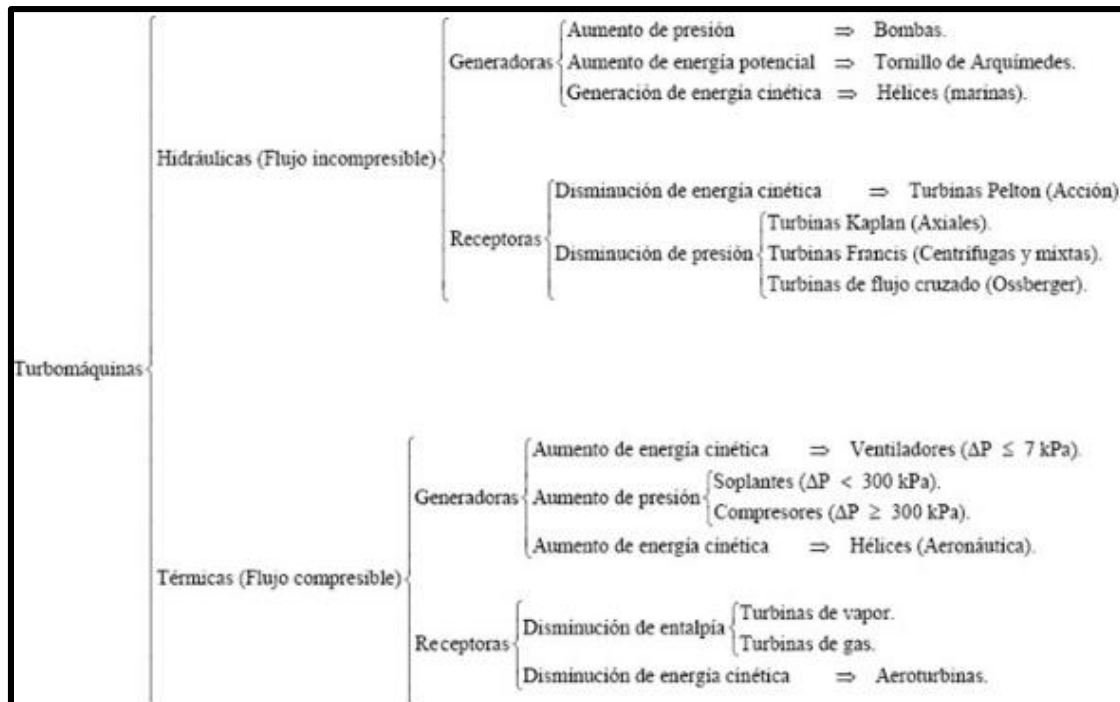 Turbomáquinas
Hidráulicas (Flujo incompresible)
Generadoras
Aumento de presión ⇒ Bombas.
Aumento de energía potencial ⇒ Tornillo de Arquímedes.
Generación de energía cinética ⇒ Hélices (marinas).
Receptoras
Disminución de energía cinética ⇒ Turbinas Pelton (Acción)
Disminución de presión
Turbinas Kaplan (Axiales).
Turbinas Francis (Centrífugas y mixtas).
Turbinas de flujo cruzado (Ossberger).
Térmicas (Flujo compresible)
Generadoras
Aumento de energía cinética ⇒ Ventiladores (ΔP ≤ 7 kPa).
Aumento de presión
Soplantes (ΔP < 300 kPa).
Compresores (ΔP ≥ 300 kPa).
Aumento de energía cinética ⇒ Hélices (Aeronáutica).
Receptoras
Disminución de entalpía
Turbinas de vapor.
Turbinas de gas.
Disminución de energía cinética ⇒ Aeroturbinas.